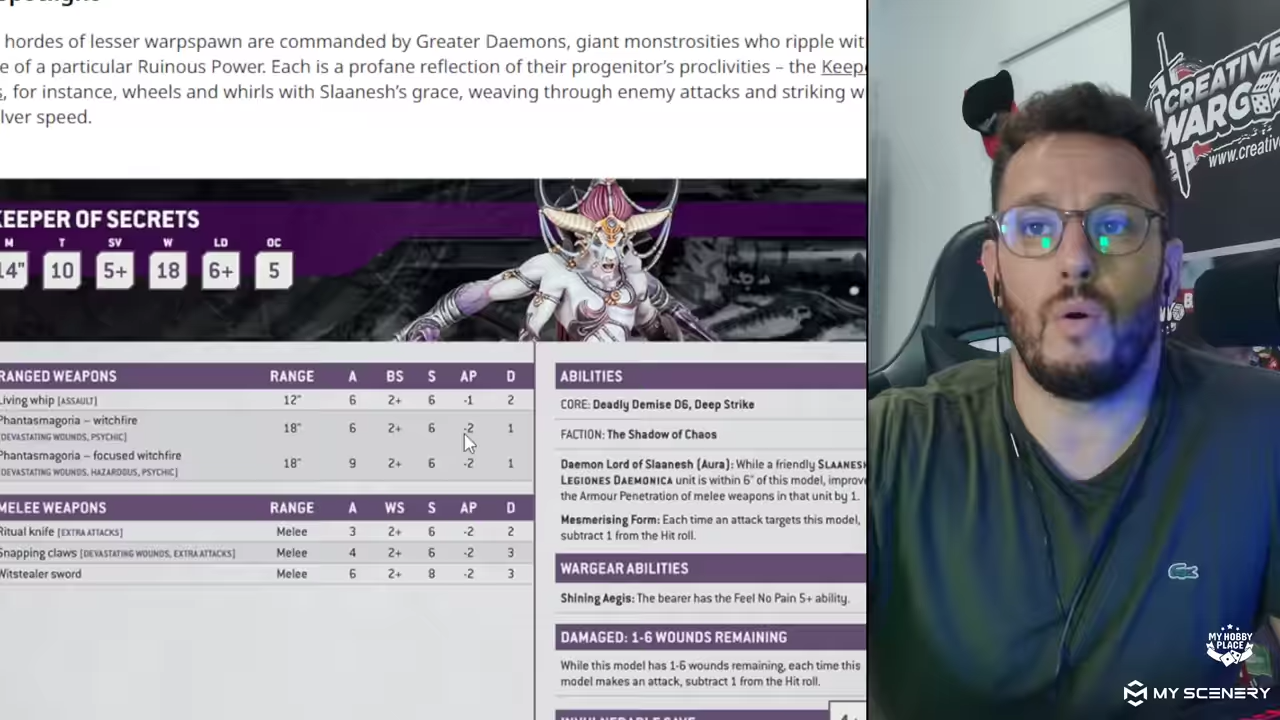 hordes of lesser warpspawn are commanded by Greater Daemons, giant monstrosities who ripple wit
e of a particular Ruinous Power. Each is a profane reflection of their progenitor's proclivities – the Keepe
s, for instance, wheels and whirls with Slaanesh's grace, weaving through enemy attacks and striking w
lver speed.
KEEPER OF SECRETS
M T SV W LD OC
14" 10 5+ 18 6+ 5
RANGED WEAPONS RANGE A BS S AP D
Living whip [ASSAULT] 12" 6 2+ 6 -1 2
Phantasmagoria – witchfire
[DEVASTATING WOUNDS, PSYCHIC] 18" 6 2+ 6 -2 1
Phantasmagoria – focused witchfire
[DEVASTATING WOUNDS, HAZARDOUS, PSYCHIC] 18" 9 2+ 6 -2 1
MELEE WEAPONS RANGE A WS S AP D
Ritual knife [EXTRA ATTACKS] Melee 3 2+ 6 -2 2
Snapping claws [DEVASTATING WOUNDS, EXTRA ATTACKS] Melee 4 2+ 6 -2 3
Witstealer sword Melee 6 2+ 8 -2 3
ABILITIES
CORE: Deadly Demise D6, Deep Strike
FACTION: The Shadow of Chaos
Daemon Lord of Slaanesh (Aura): While a friendly SLAANESH
LEGIONES DAEMONICA unit is within 6" of this model, improve
the Armour Penetration of melee weapons in that unit by 1.
Mesmerising Form: Each time an attack targets this model,
subtract 1 from the Hit roll.
WARGEAR ABILITIES
Shining Aegis: The bearer has the Feel No Pain 5+ ability.
DAMAGED: 1-6 WOUNDS REMAINING
While this model has 1-6 wounds remaining, each time this
model makes an attack, subtract 1 from the Hit roll.
INVULNERABLE SAVE 4+
CREATIVE
WARG
www.creative
MY HOBBY
PLACE
MY SCENERY